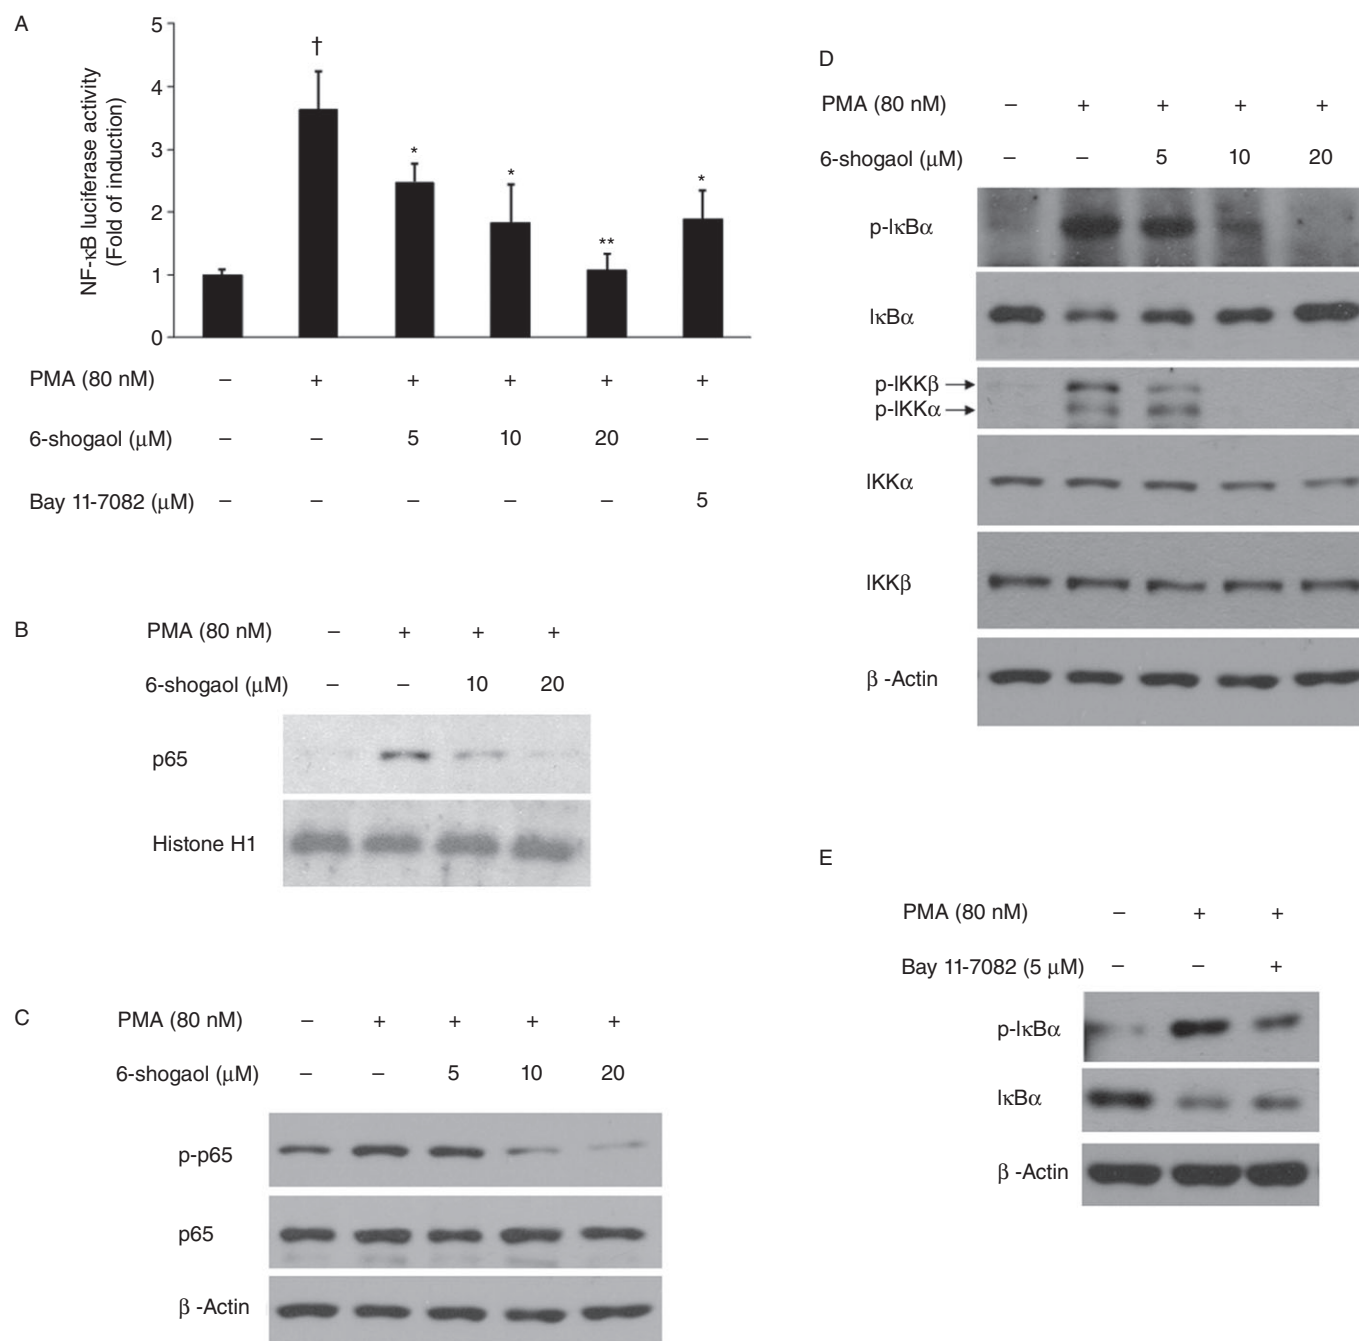 A
NF-κB luciferase activity
(Fold of induction)
5
4
3
2
1
0
†
*
*
**
*
PMA (80 nM) – + + + + +
6-shogaol (μM) – – 5 10 20 –
Bay 11-7082 (μM) – – – – – 5
B
PMA (80 nM) – + + +
6-shogaol (μM) – – 10 20
p65
Histone H1
C
PMA (80 nM) – + + + +
6-shogaol (μM) – – 5 10 20
p-p65
p65
β -Actin
D
PMA (80 nM) – + + + +
6-shogaol (μM) – – 5 10 20
p-IκBα
IκBα
p-IKKβ
p-IKKα
IKKα
IKKβ
β -Actin
E
PMA (80 nM) – + +
Bay 11-7082 (5 μM) – – +
p-IκBα
IκBα
β -Actin